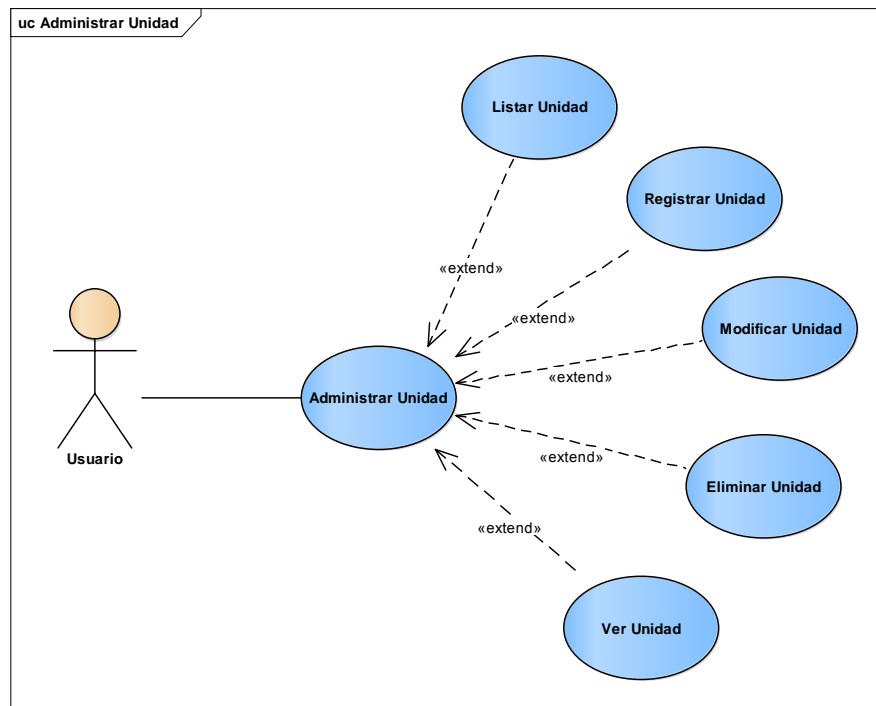 uc Administrar Unidad
Listar Unidad
Registrar Unidad
«extend»
«extend»
Modificar Unidad
«extend»
Administrar Unidad
Usuario
«extend»
Eliminar Unidad
«extend»
Ver Unidad